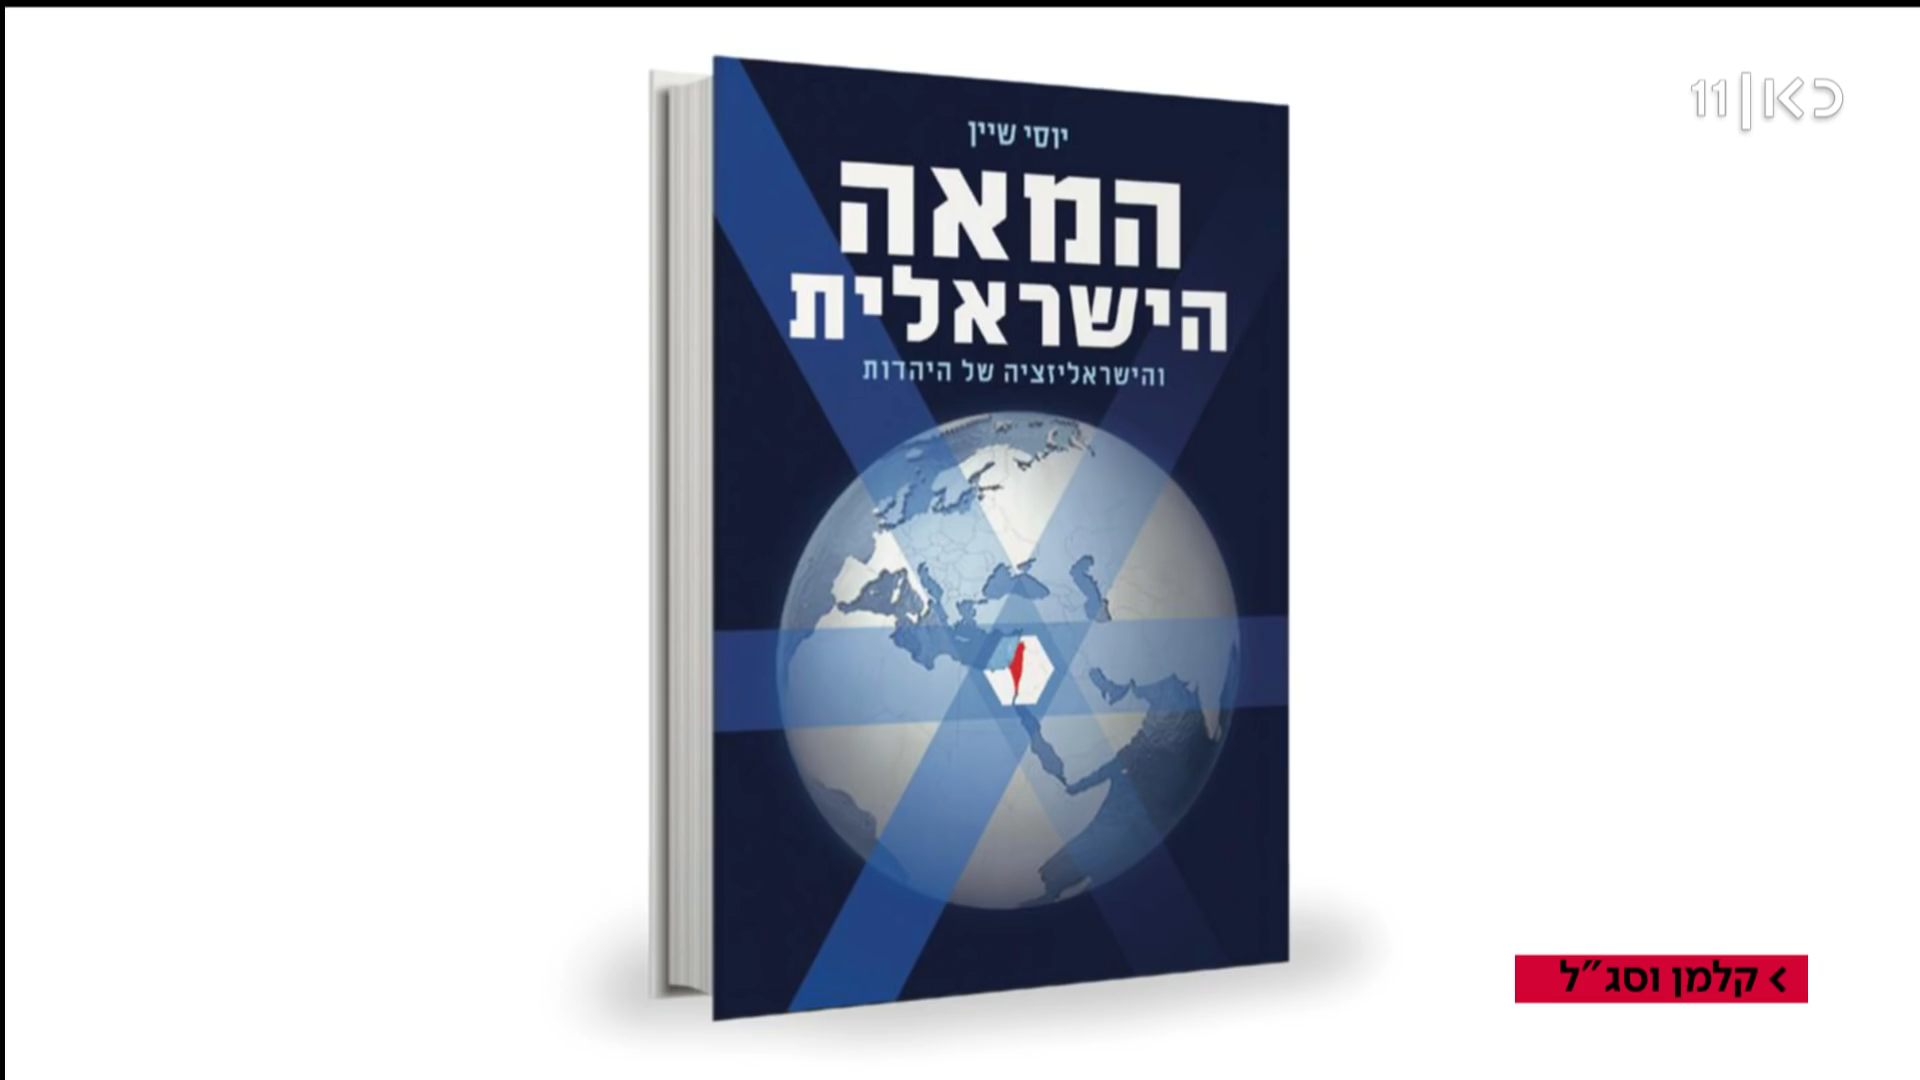 כאן|11
יוסי שיין
המאה
הישראלית
והישראליזציה של היהדות
קלמן וסג״ל